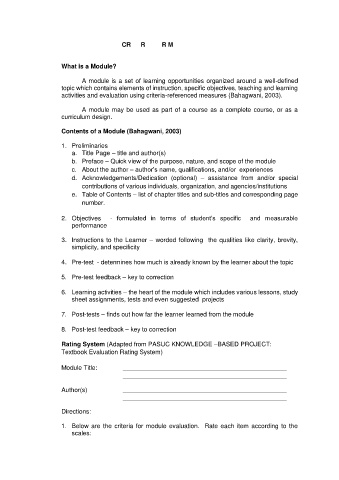 CR R R M
What is a Module?
A module is a set of learning opportunities organized around a well-defined
topic which contains elements of instruction, specific objectives, teaching and learning
activities and evaluation using criteria-referenced measures (Bahagwani, 2003).
A module may be used as part of a course as a complete course, or as a
curriculum design.
Contents of a Module (Bahagwani, 2003)
1. Preliminaries
a. Title Page – title and author(s)
b. Preface – Quick view of the purpose, nature, and scope of the module
c. About the author – author's name, qualifications, and/or experiences
d. Acknowledgements/Dedication (optional) – assistance from and/or special
contributions of various individuals, organization, and agencies/institutions
e. Table of Contents – list of chapter titles and sub-titles and corresponding page
number.
2. Objectives - formulated in terms of student's specific and measurable
performance
3. Instructions to the Learner – worded following the qualities like clarity, brevity,
simplicity, and specificity
4. Pre-test - determines how much is already known by the learner about the topic
5. Pre-test feedback – key to correction
6. Learning activities – the heart of the module which includes various lessons, study
sheet assignments, tests and even suggested projects
7. Post-tests – finds out how far the learner learned from the module
8. Post-test feedback – key to correction
Rating System (Adapted from PASUC KNOWLEDGE –BASED PROJECT:
Textbook Evaluation Rating System)
Module Title:
Author(s)
Directions:
1. Below are the criteria for module evaluation. Rate each item according to the
scales: